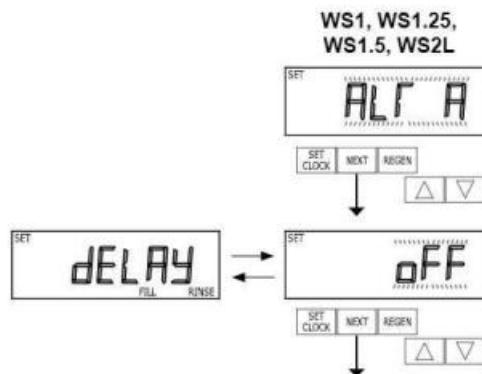 WS1, WS1.25,
WS1.5, WS2L
SET
ALT A
SET CLOCK NEXT REGEN
SET
dELAY
FILL RINSE
SET
oFF
SET CLOCK NEXT REGEN